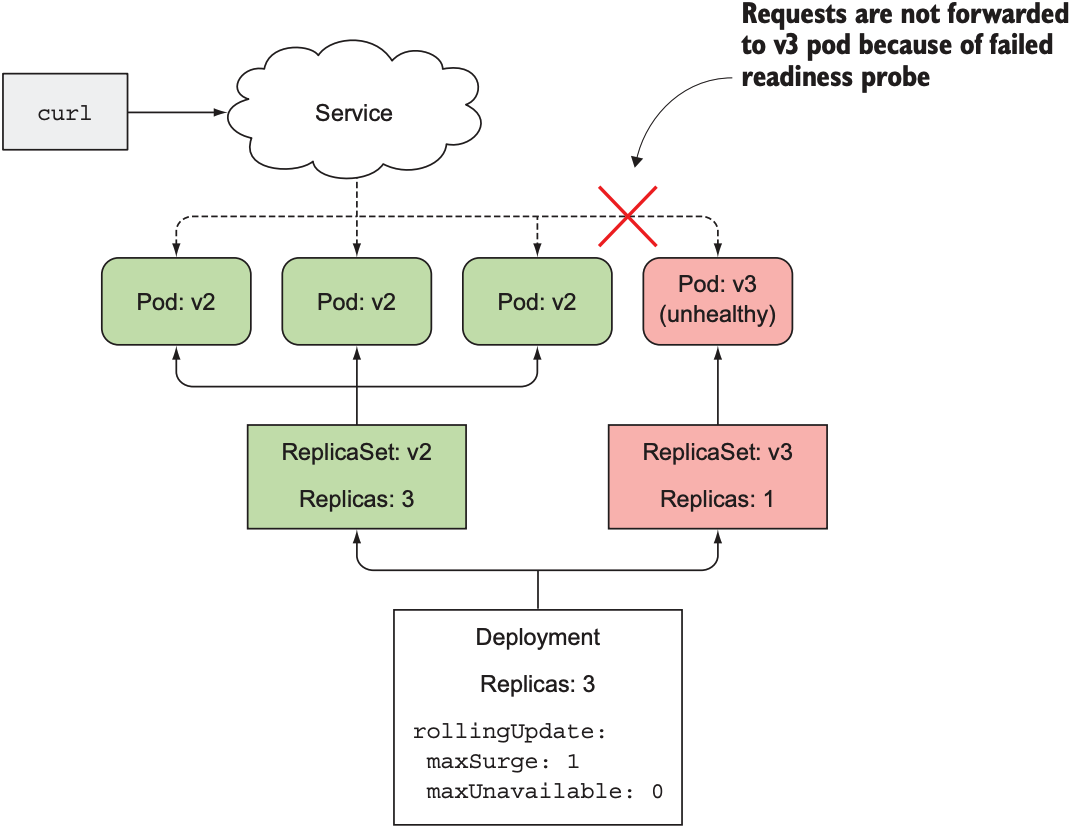 Requests are not forwarded
to v3 pod because of failed
readiness probe
curl
Service
Pod: v2
Pod: v2
Pod: v2
Pod: v3
(unhealthy)
ReplicaSet: v2
Replicas: 3
ReplicaSet: v3
Replicas: 1
Deployment
Replicas: 3
rollingUpdate:
maxSurge: 1
maxUnavailable: 0